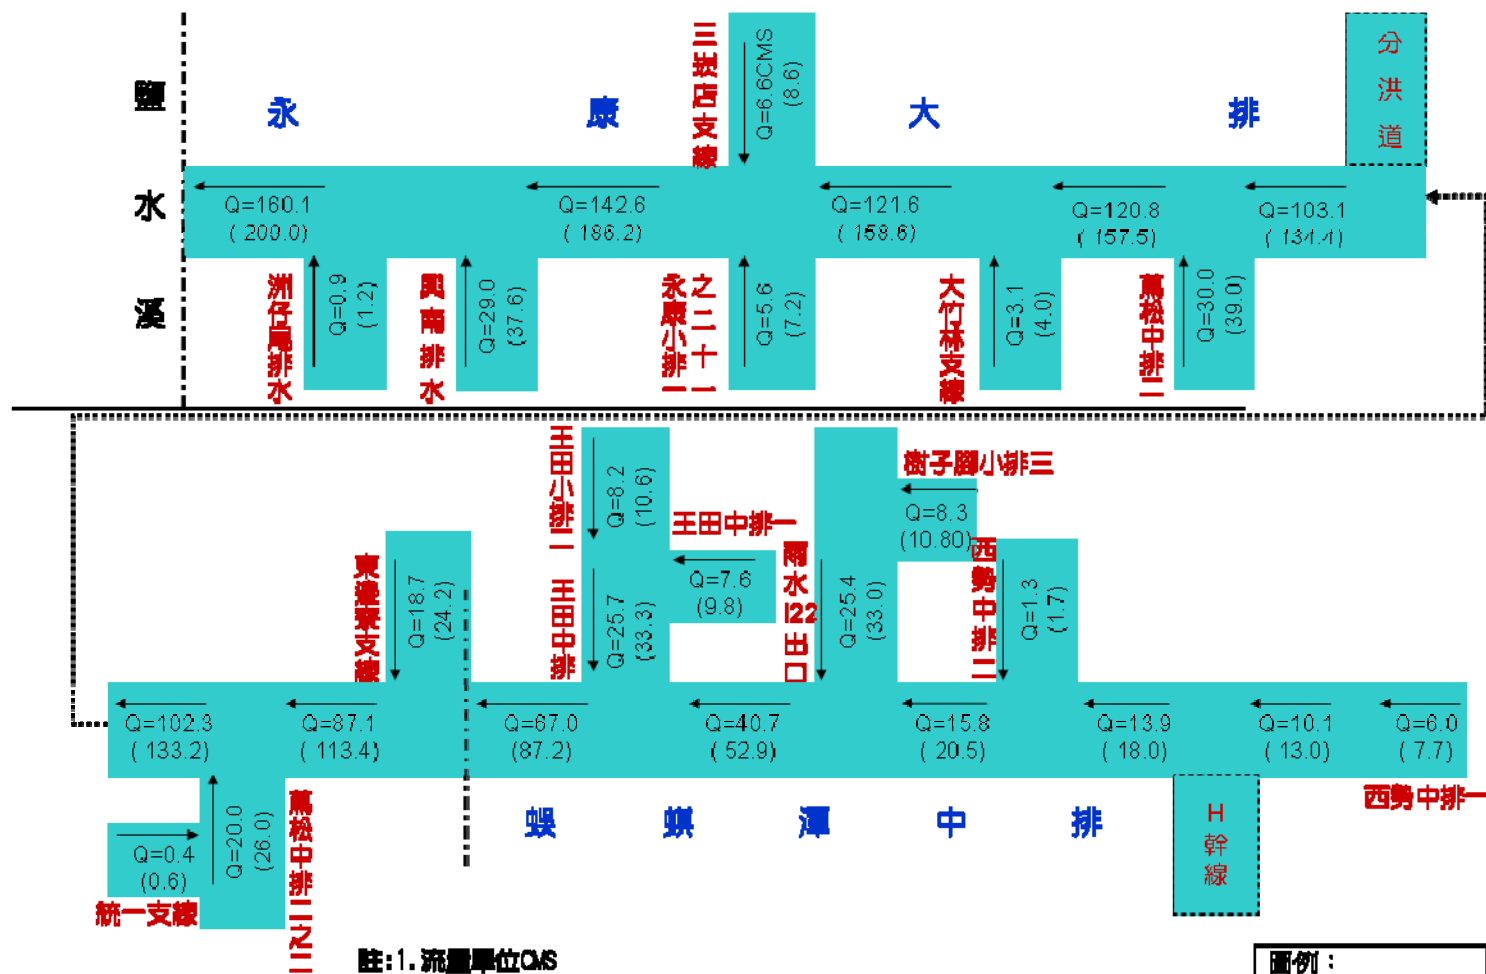 鹽水溪
永康大排
分洪道
三崁店支線
Q=6.6CMS
(8.6)
Q=160.1
(200.0)
Q=142.6
(186.2)
Q=121.6
(158.6)
Q=120.8
(157.5)
Q=103.1
(134.4)
洲仔尾排水
Q=0.9
(1.2)
興南排水
Q=29.0
(37.6)
永康小排一
之二十一
Q=5.6
(7.2)
大竹林支線
Q=3.1
(4.0)
萬松中排二
Q=30.0
(39.0)
王田小排二
Q=8.2
(10.6)
王田中排一
Q=7.6
(9.8)
王田中排
Q=25.7
(33.3)
雨水I22出口
Q=25.4
(33.0)
樹子腳小排三
Q=8.3
(10.80)
西勢中排二
Q=1.3
(1.7)
Q=18.7
(24.2)
Q=102.3
(133.2)
Q=87.1
(113.4)
Q=67.0
(87.2)
Q=40.7
(52.9)
Q=15.8
(20.5)
Q=13.9
(18.0)
Q=10.1
(13.0)
Q=6.0
(7.7)
西勢中排一
蜈蜞潭中排
H幹線
Q=20.0
(26.0)
萬松中排二之二
Q=0.4
(0.6)
統一支線
註:1.流量單位CMS
圖例：